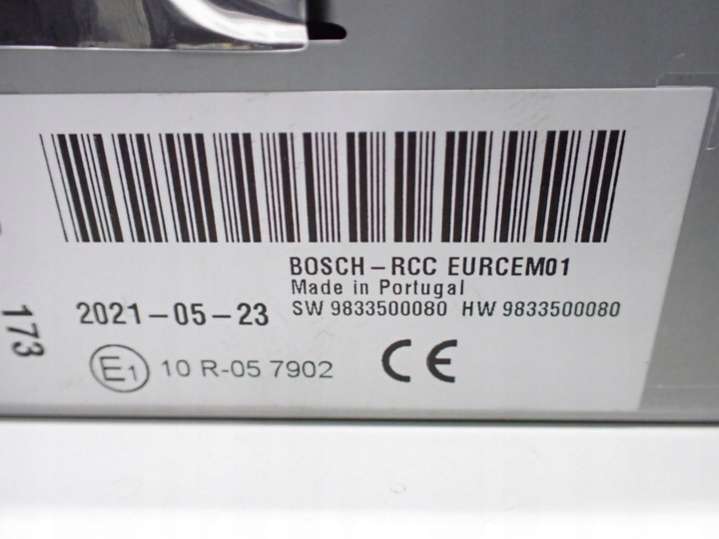 BOSCH-RCC EURCEM01
Made in Portugal
2021-05-23
SW 9833500080 HW 9833500080
173
E1 10 R-05 7902 CE